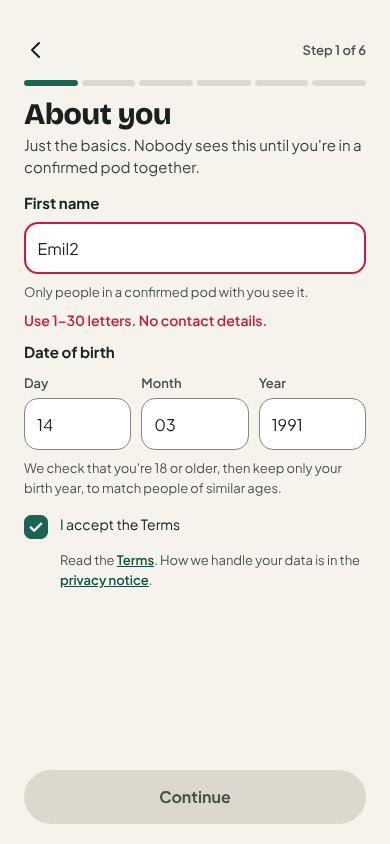 Step 1 of 6
About you
Just the basics. Nobody sees this until you're in a
confirmed pod together.
First name
Emil2
Only people in a confirmed pod with you see it.
Use 1–30 letters. No contact details.
Date of birth
Day Month Year
14 03 1991
We check that you're 18 or older, then keep only your
birth year, to match people of similar ages.
I accept the Terms
Read the Terms. How we handle your data is in the
privacy notice.
Continue